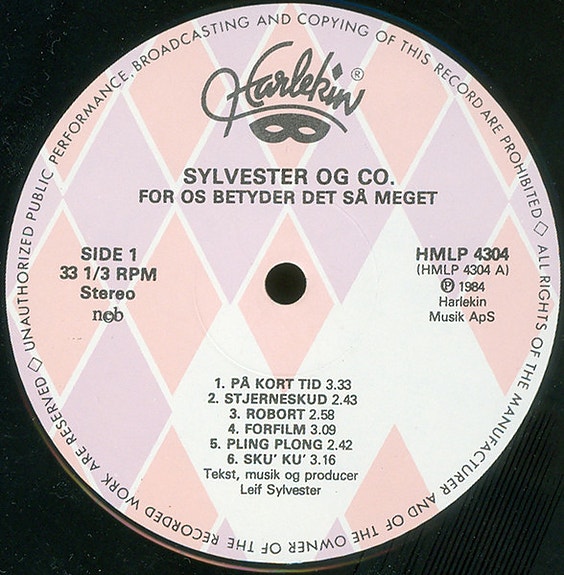 UNAUTHORIZED PUBLIC PERFORMANCE, BROADCASTING AND COPYING OF THIS RECORD ARE PROHIBITED ◇ ALL RIGHTS OF THE MANUFACTURER AND OF THE OWNER OF THE RECORDED WORK ARE RESERVED ◇
Harlekin ®
SYLVESTER OG CO.
FOR OS BETYDER DET SÅ MEGET
SIDE 1
33 1/3 RPM
Stereo
ncb
HMLP 4304
(HMLP 4304 A)
Ⓟ 1984
Harlekin
Musik ApS
1. PÅ KORT TID 3.33
2. STJERNESKUD 2.43
3. ROBORT 2.58
4. FORFILM 3.09
5. PLING PLONG 2.42
6. SKU' KU' 3.16
Tekst, musik og producer
Leif Sylvester